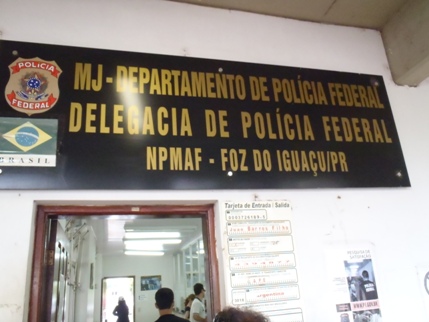 POLÍCIA
FEDERAL
MJ - DEPARTAMENTO DE POLÍCIA FEDERAL
DELEGACIA DE POLÍCIA FEDERAL
NPMAF - FOZ DO IGUAÇU/PR
BRASIL
Tarjeta de Entrada / Salida